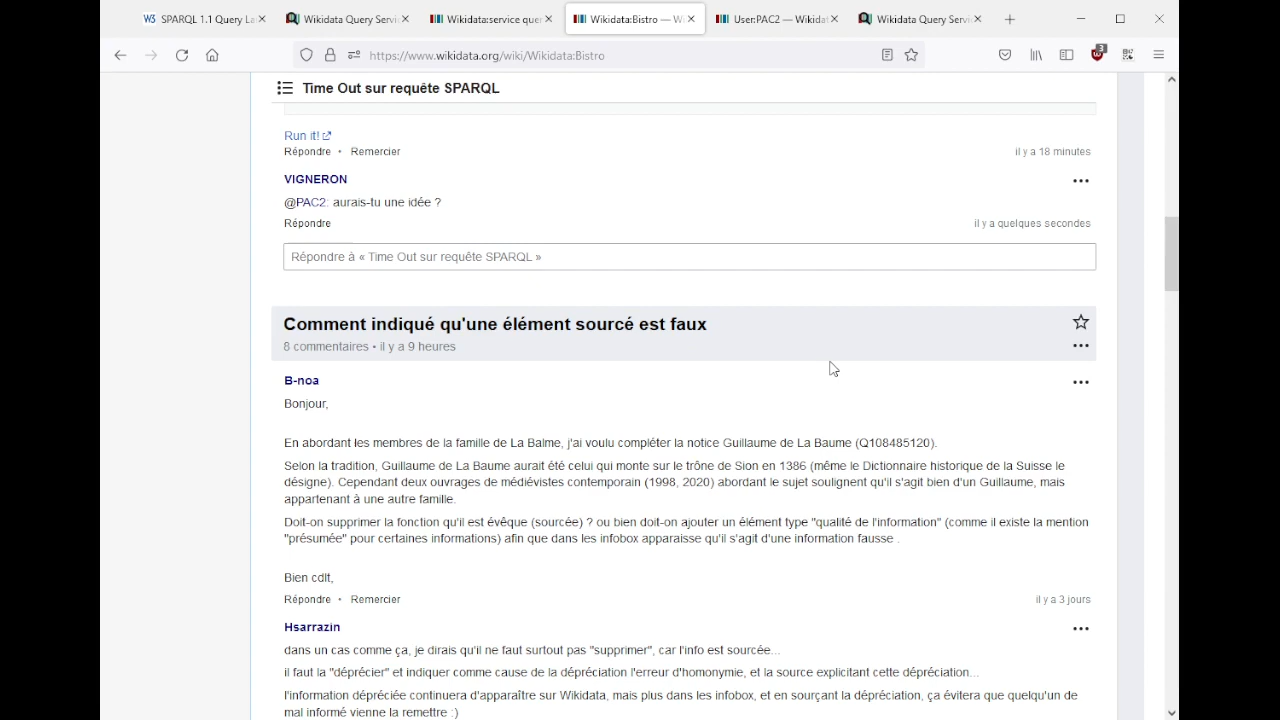 SPARQL 1.1 Query La
Wikidata Query Servi
Wikidata:service que
Wikidata:Bistro — W
User:PAC2 — Wikidat
Wikidata Query Servi
https://www.wikidata.org/wiki/Wikidata:Bistro
3
Time Out sur requête SPARQL
Run it!
Répondre • Remercier
il y a 18 minutes
VIGNERON
@PAC2: aurais-tu une idée ?
Répondre
il y a quelques secondes
Répondre à « Time Out sur requête SPARQL »
Comment indiqué qu'une élément sourcé est faux
8 commentaires • il y a 9 heures
B-noa
Bonjour,
En abordant les membres de la famille de La Balme, j'ai voulu compléter la notice Guillaume de La Baume (Q108485120).
Selon la tradition, Guillaume de La Baume aurait été celui qui monte sur le trône de Sion en 1386 (même le Dictionnaire historique de la Suisse le
désigne). Cependant deux ouvrages de médiévistes contemporain (1998, 2020) abordant le sujet soulignent qu'il s'agit bien d'un Guillaume, mais
appartenant à une autre famille.
Doit-on supprimer la fonction qu'il est évêque (sourcée) ? ou bien doit-on ajouter un élément type "qualité de l'information" (comme il existe la mention
"présumée" pour certaines informations) afin que dans les infobox apparaisse qu'il s'agit d'une information fausse .
Bien cdlt,
Répondre • Remercier
il y a 3 jours
Hsarrazin
dans un cas comme ça, je dirais qu'il ne faut surtout pas "supprimer", car l'info est sourcée...
il faut la "déprécier" et indiquer comme cause de la dépréciation l'erreur d'homonymie, et la source explicitant cette dépréciation...
l'information dépréciée continuera d'apparaître sur Wikidata, mais plus dans les infobox, et en sourçant la dépréciation, ça évitera que quelqu'un de
mal informé vienne la remettre :)